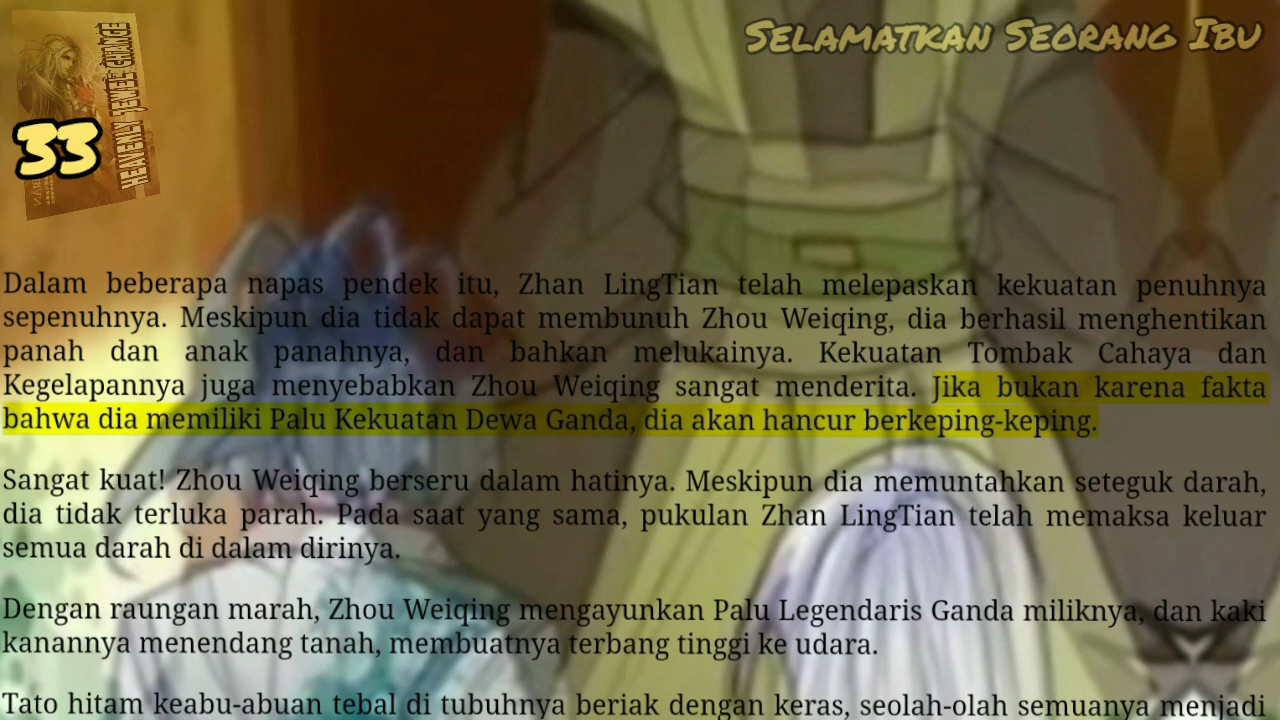 Selamatkan Seorang Ibu
HEAVENLY JEWEL CHANGE
33
Dalam beberapa napas pendek itu, Zhan LingTian telah melepaskan kekuatan penuhnya
sepenuhnya. Meskipun dia tidak dapat membunuh Zhou Weiqing, dia berhasil menghentikan
panah dan anak panahnya, dan bahkan melukainya. Kekuatan Tombak Cahaya dan
Kegelapannya juga menyebabkan Zhou Weiqing sangat menderita. Jika bukan karena fakta
bahwa dia memiliki Palu Kekuatan Dewa Ganda, dia akan hancur berkeping-keping.
Sangat kuat! Zhou Weiqing berseru dalam hatinya. Meskipun dia memuntahkan seteguk darah,
dia tidak terluka parah. Pada saat yang sama, pukulan Zhan LingTian telah memaksa keluar
semua darah di dalam dirinya.
Dengan raungan marah, Zhou Weiqing mengayunkan Palu Legendaris Ganda miliknya, dan kaki
kanannya menendang tanah, membuatnya terbang tinggi ke udara.
Tato hitam keabu-abuan tebal di tubuhnya beriak dengan keras, seolah-olah semuanya menjadi